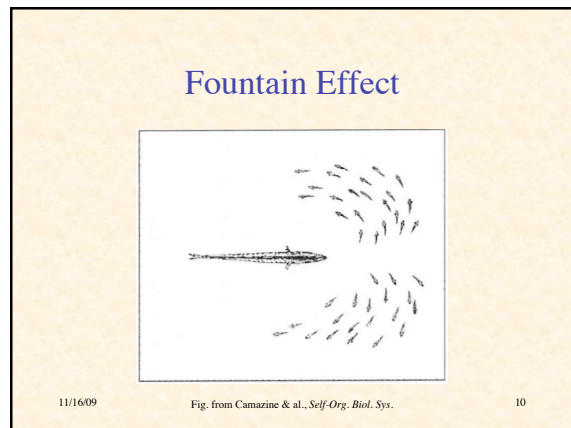 Fountain Effect
11/16/09 Fig. from Camazine & al., Self-Org. Biol. Sys. 10